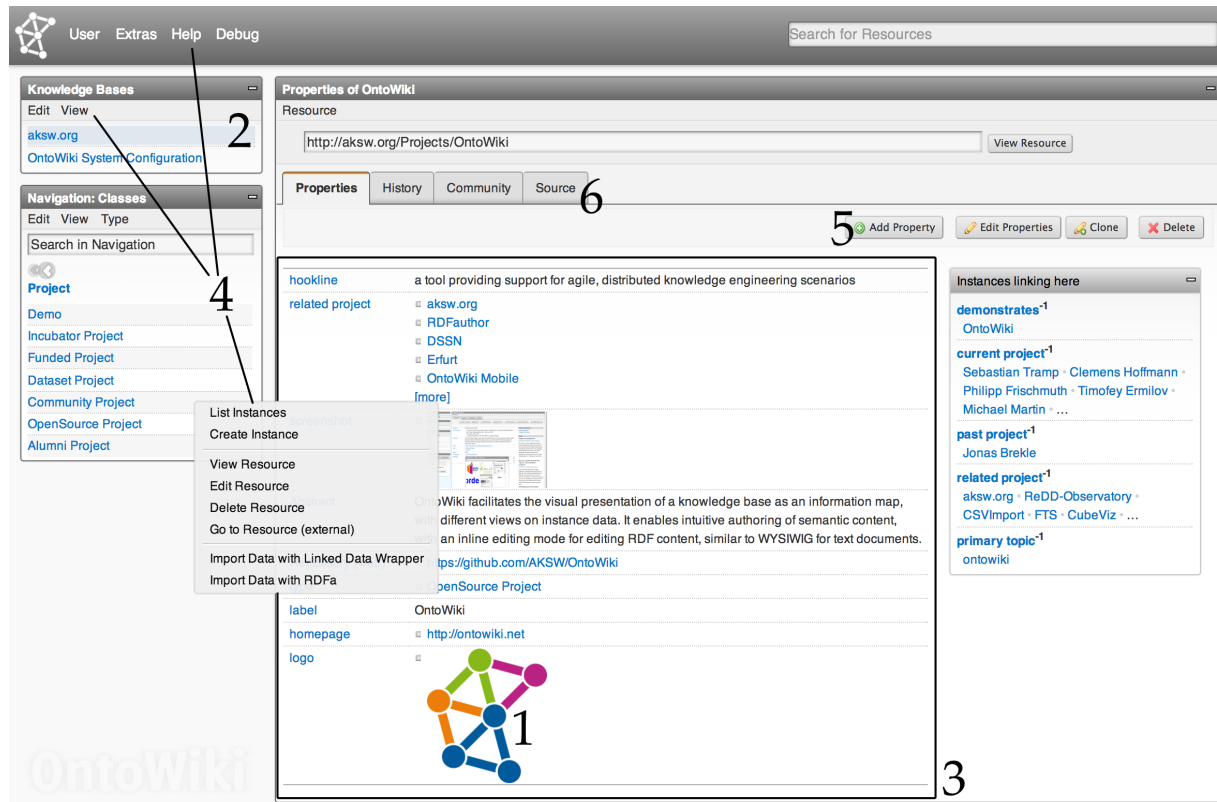 User Extras Help Debug
Search for Resources
Knowledge Bases
Edit View
aksw.org
OntoWiki System Configuration
2
Navigation: Classes
Edit View Type
Search in Navigation
Project
Demo
Incubator Project
Funded Project
Dataset Project
Community Project
OpenSource Project
Alumni Project
4
List Instances
Create Instance
View Resource
Edit Resource
Delete Resource
Go to Resource (external)
Import Data with Linked Data Wrapper
Import Data with RDFa
OntoWiki
Properties of OntoWiki
Resource
http://aksw.org/Projects/OntoWiki
View Resource
Properties History Community Source
6
5
Add Property Edit Properties Clone Delete
hookline a tool providing support for agile, distributed knowledge engineering scenarios
related project aksw.org
RDFauthor
DSSN
Erfurt
OntoWiki Mobile
[more]
screenshot
OntoWiki facilitates the visual presentation of a knowledge base as an information map,
with different views on instance data. It enables intuitive authoring of semantic content,
with an inline editing mode for editing RDF content, similar to WYSIWIG for text documents.
https://github.com/AKSW/OntoWiki
OpenSource Project
label OntoWiki
homepage http://ontowiki.net
logo
1
3
Instances linking here
demonstrates-1
OntoWiki
current project-1
Sebastian Tramp • Clemens Hoffmann •
Philipp Frischmuth • Timofey Ermilov •
Michael Martin • ...
past project-1
Jonas Brekle
related project-1
aksw.org • ReDD-Observatory •
CSVImport • FTS • CubeViz • ...
primary topic-1
ontowiki